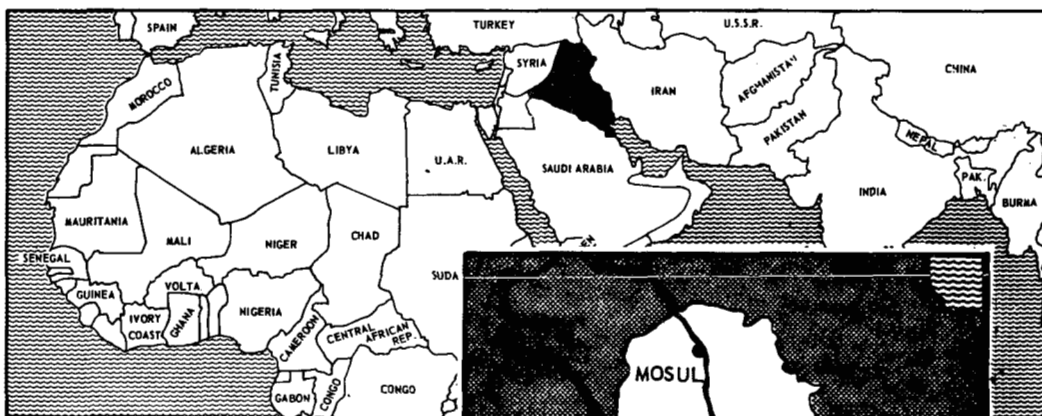 SPAIN
TURKEY
U.S.S.R.
SYRIA
TUNISIA
CHINA
MOROCCO
IRAN
AFGHANISTAN
PAKISTAN
NEPAL
ALGERIA
LIBYA
U.A.R.
SAUDI ARABIA
INDIA
PAK.
BURMA
MAURITANIA
MALI
NIGER
CHAD
SUDA
SENEGAL
GUINEA
VOLTA
IVORY
COAST
GHANA
NIGERIA
CAMEROON
CENTRAL
AFRICAN
REP.
GABON
CONGO
CONGO
MOSUL